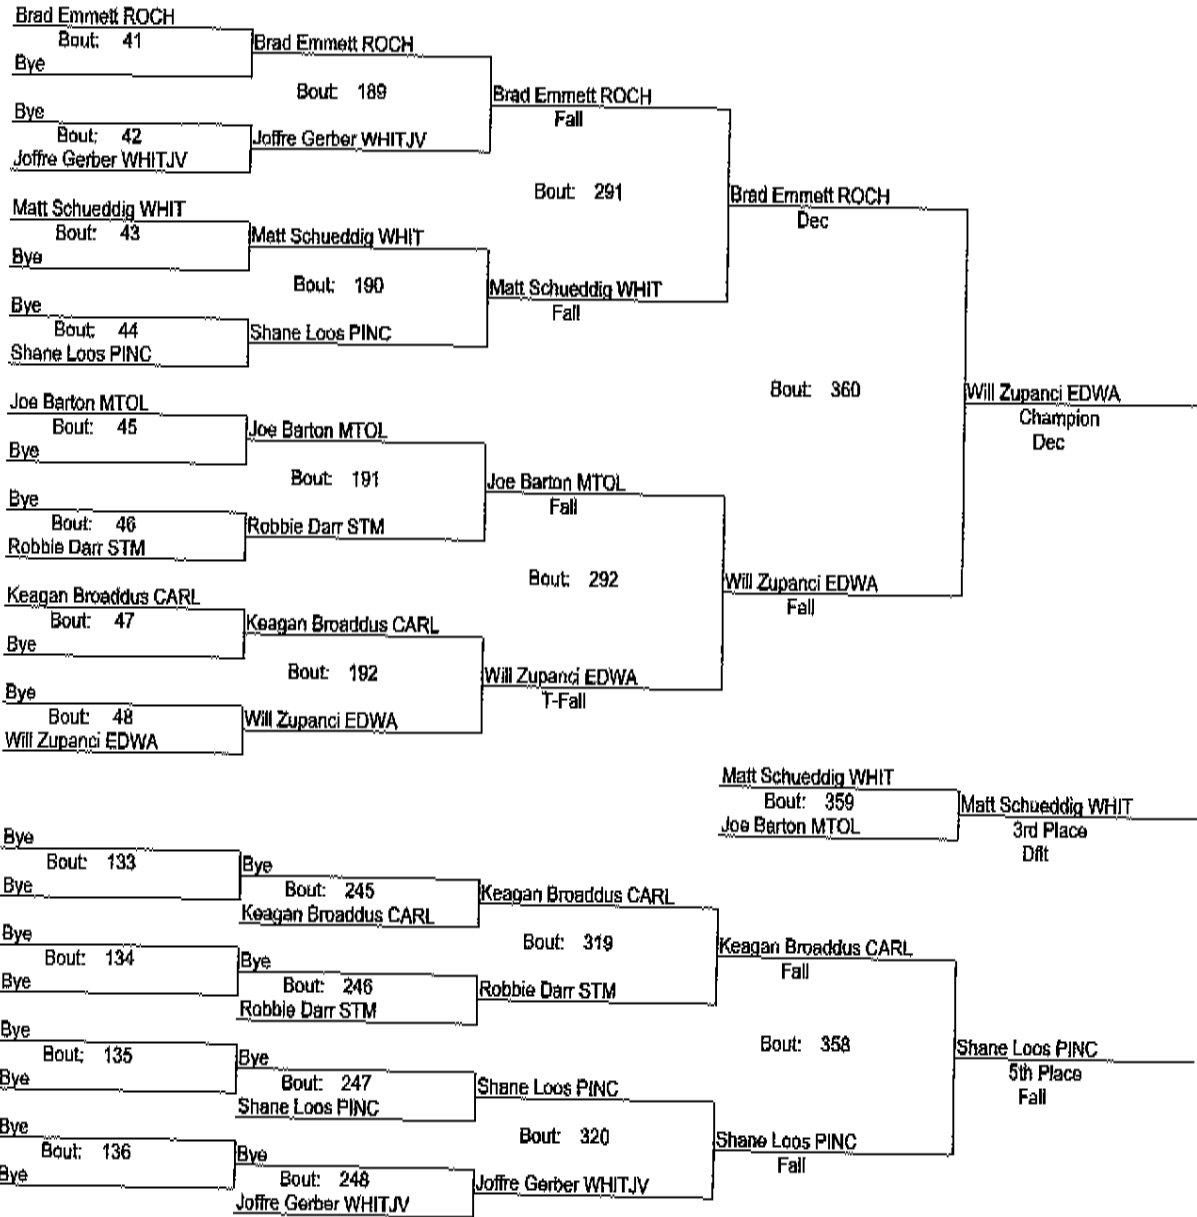 Brad Emmett ROCH
Bout: 41
Bye
Brad Emmett ROCH
Bout: 189
Bye
Bout: 42
Joffre Gerber WHITJV
Joffre Gerber WHITJV
Brad Emmett ROCH
Fall
Bout: 291
Matt Schueddig WHIT
Bout: 43
Bye
Matt Schueddig WHIT
Bout: 190
Bye
Bout: 44
Shane Loos PINC
Shane Loos PINC
Matt Schueddig WHIT
Fall
Brad Emmett ROCH
Dec
Bout: 360
Joe Barton MTOL
Bout: 45
Bye
Joe Barton MTOL
Bout: 191
Bye
Bout: 46
Robbie Darr STM
Robbie Darr STM
Joe Barton MTOL
Fall
Bout: 292
Keagan Broaddus CARL
Bout: 47
Bye
Keagan Broaddus CARL
Bout: 192
Bye
Bout: 48
Will Zupanci EDWA
Will Zupanci EDWA
Will Zupanci EDWA
T-Fall
Will Zupanci EDWA
Fall
Will Zupanci EDWA
Champion
Dec
Matt Schueddig WHIT
Bout: 359
Joe Barton MTOL
Matt Schueddig WHIT
3rd Place
Dflt
Bye
Bout: 133
Bye
Bye
Bout: 245
Keagan Broaddus CARL
Keagan Broaddus CARL
Bout: 319
Bye
Bout: 134
Bye
Bye
Bout: 246
Robbie Darr STM
Robbie Darr STM
Keagan Broaddus CARL
Fall
Bout: 358
Bye
Bout: 135
Bye
Bye
Bout: 247
Shane Loos PINC
Shane Loos PINC
Bout: 320
Bye
Bout: 136
Bye
Bye
Bout: 248
Joffre Gerber WHITJV
Joffre Gerber WHITJV
Shane Loos PINC
Fall
Shane Loos PINC
5th Place
Fall